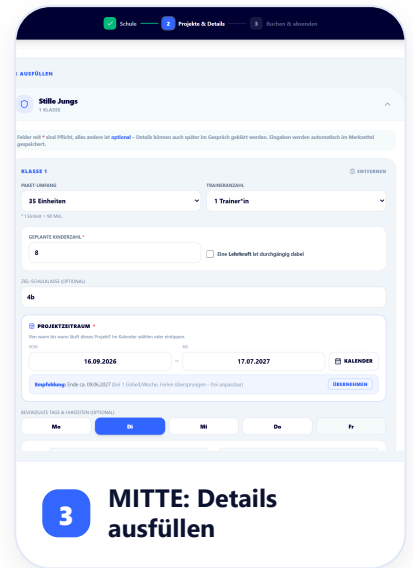 Schule
2 Projekte & Details
3 Buchen & absenden
AUSFÜLLEN
Stille Jungs
1 KLASSE
Felder mit * sind Pflicht, alles andere ist optional – Details können auch später im Gespräch geklärt werden. Eingaben werden automatisch im Merkzettel
gespeichert.
KLASSE 1
ENTFERNEN
PAKET-UMFANG
TRAINERANZAHL
35 Einheiten
1 Trainer*in
* 1 Einheit = 90 Min.
GEPLANTE KINDERZAHL *
8
Eine Lehrkraft ist durchgängig dabei
ZIEL-SCHULKLASSE (OPTIONAL)
4b
PROJEKTZEITRAUM *
Von wann bis wann läuft dieses Projekt? Im Kalender wählen oder eintippen.
VON
BIS
16.09.2026
–
17.07.2027
KALENDER
Empfehlung: Ende ca. 09.06.2027 (bei 1 Einheit/Woche. Ferien übersprungen – frei anpassbar)
ÜBERNEHMEN
BEVORZUGTE TAGE & UHRZEITEN (OPTIONAL)
Mo
Di
Mi
Do
Fr
3
MITTE: Details
ausfüllen